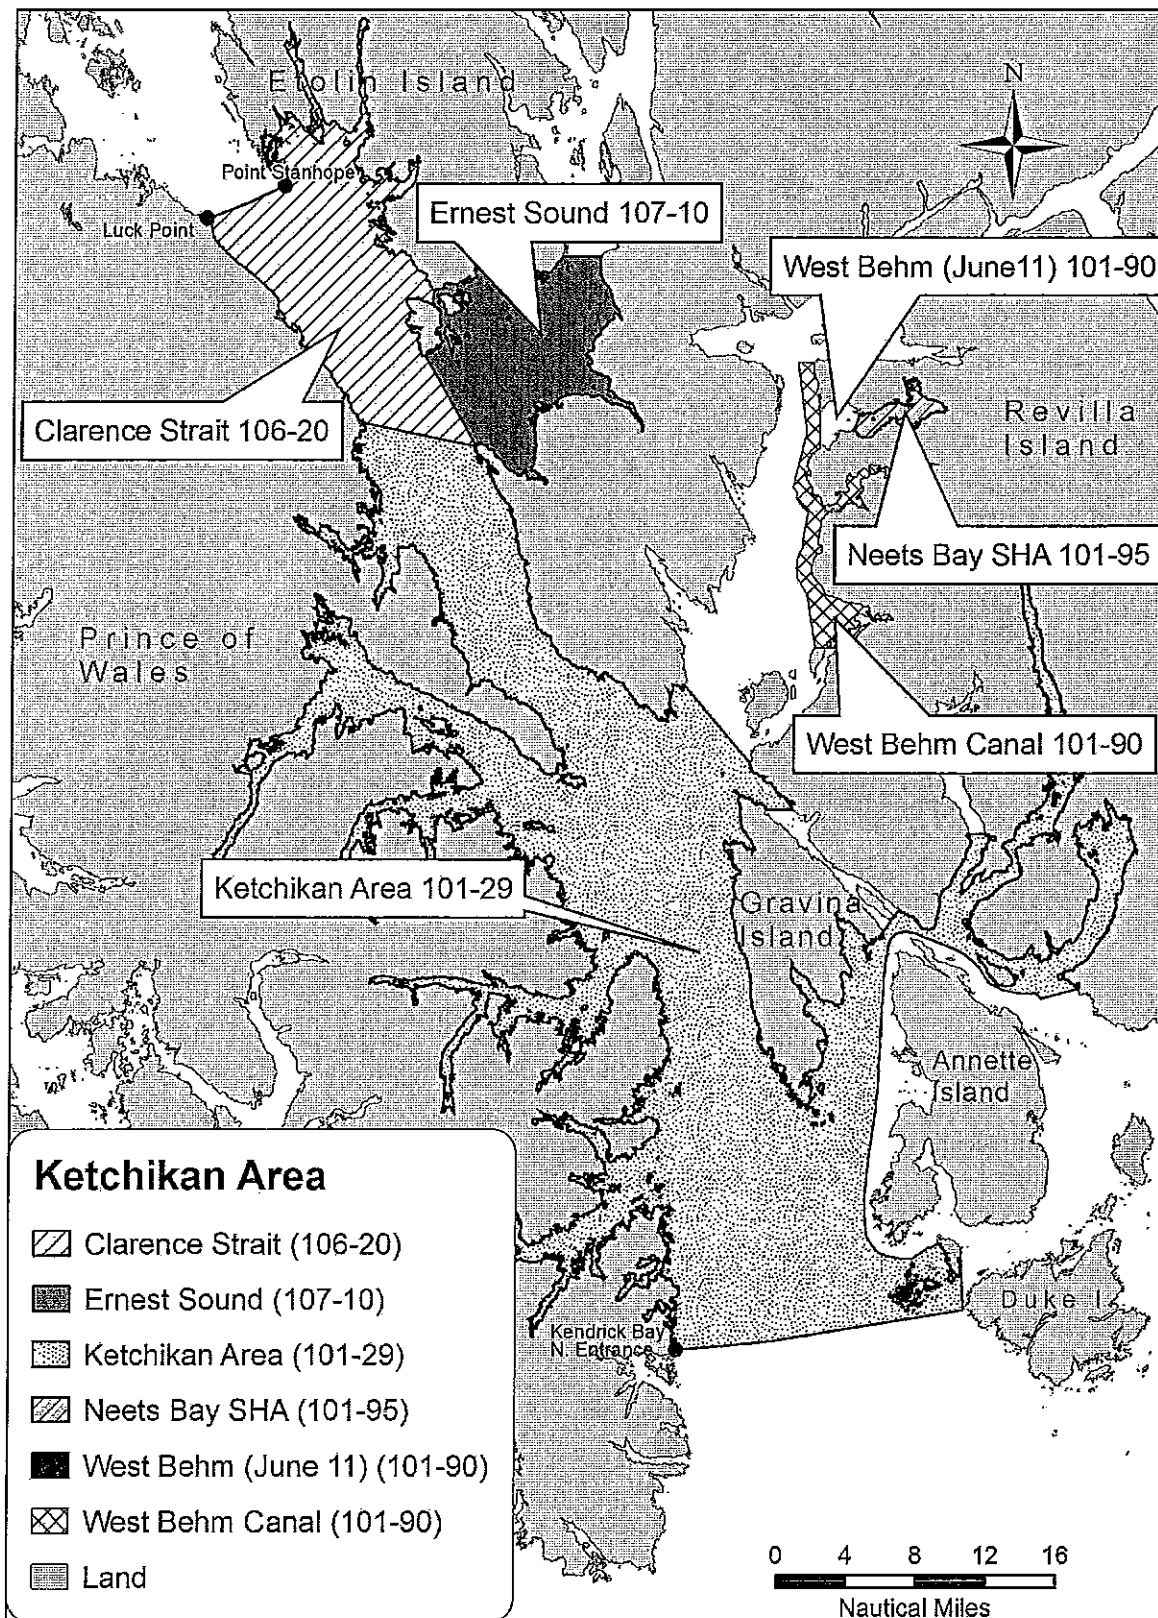 Etolin Island
N
Point Stanhope
Ernest Sound 107-10
Luck Point
West Behm (June11) 101-90
Clarence Strait 106-20
Revilla
Island
Neets Bay SHA 101-95
Prince of
Wales
West Behm Canal 101-90
Ketchikan Area 101-29
Gravina
Island
Annette
Island
Duke I.
Kendrick Bay
N. Entrance
Ketchikan Area
Clarence Strait (106-20)
Ernest Sound (107-10)
Ketchikan Area (101-29)
Neets Bay SHA (101-95)
West Behm (June 11) (101-90)
West Behm Canal (101-90)
Land
0 4 8 12 16
Nautical Miles